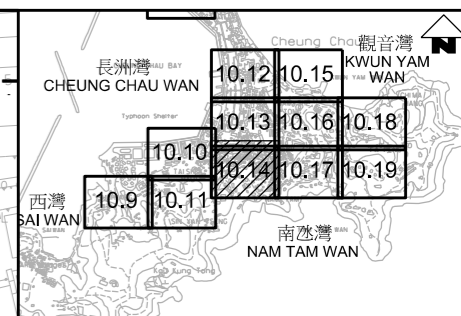 Cheung Chau
觀音灣
KWUN YAM
WAN
N
長洲灣
CHEUNG CHAU WAN
10.12
10.15
Typhoon Shelter
10.13
10.16
10.18
10.10
10.14
10.17
10.19
西灣
SAI WAN
10.9
10.11
南氹灣
NAM TAM WAN